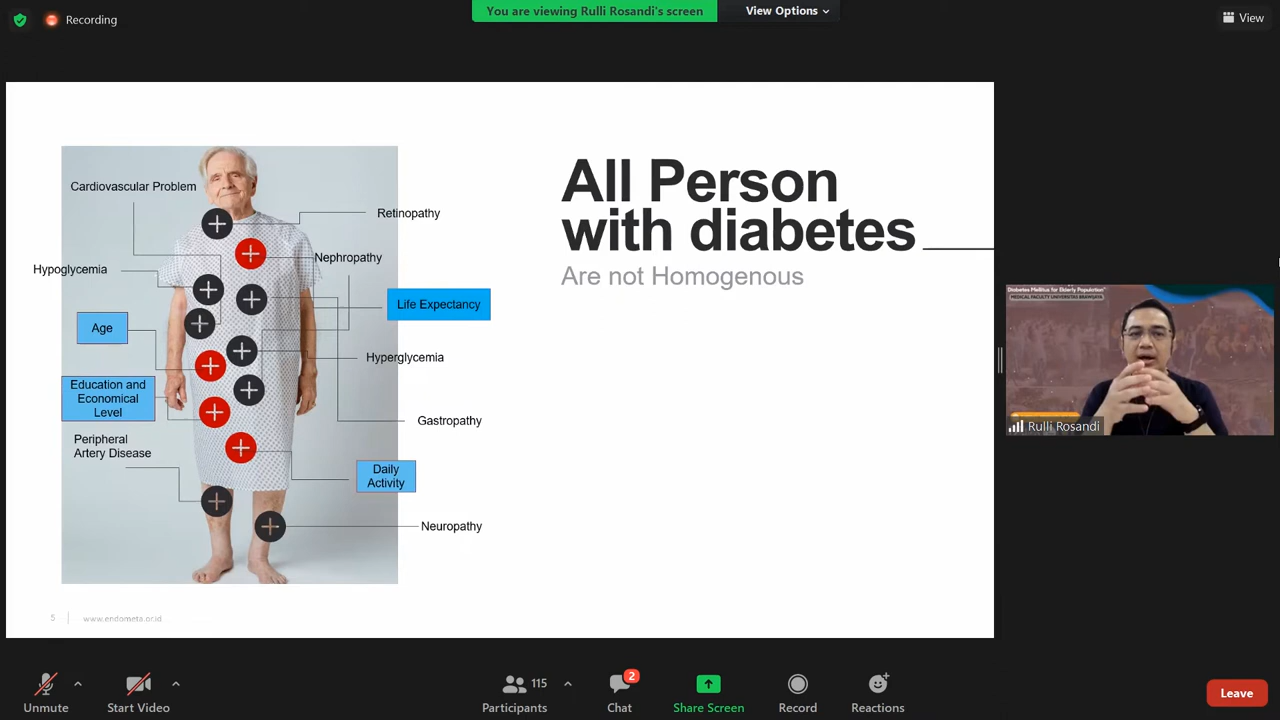 You are viewing Rulli Rosandi's screen
View Options
Recording
View
All Person
with diabetes
Are not Homogenous
Cardiovascular Problem
Retinopathy
Nephropathy
Hypoglycemia
Life Expectancy
Age
Hyperglycemia
Education and
Economical
Level
Gastropathy
Peripheral
Artery Disease
Daily
Activity
Neuropathy
5
www.endometa.or.id
Diabetes Mellitus for Elderly Population"
MEDICAL FACULTY UNIVERSITAS BRAWIJAYA
Rulli Rosandi
Unmute
Start Video
115
Participants
2
Chat
Share Screen
Record
Reactions
Leave